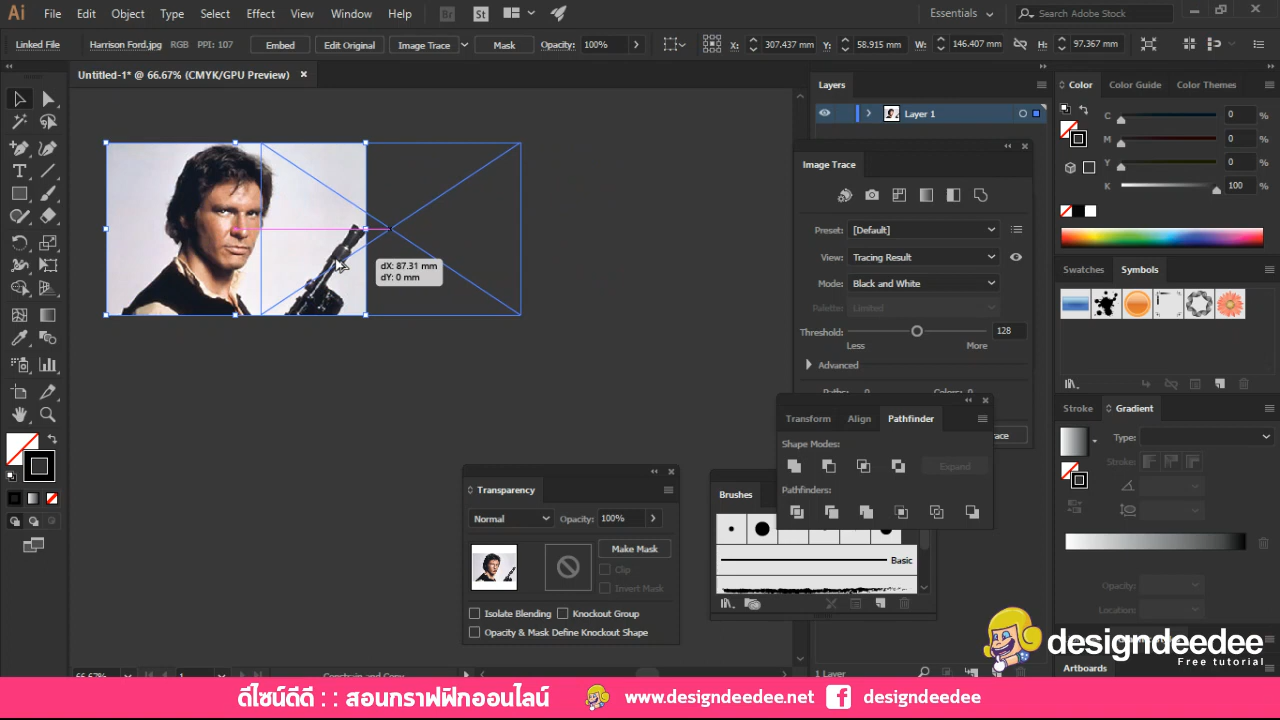 Ai File Edit Object Type Select Effect View Window Help Br St Essentials Search Adobe Stock
Linked File Harrison Ford.jpg RGB PPI: 107 Embed Edit Original Image Trace Mask Opacity: 100% X: 307.437 mm Y: 58.915 mm W: 146.407 mm H: 97.367 mm
Untitled-1* @ 66.67% (CMYK/GPU Preview) ×
Layers
Layer 1
Color Color Guide Color Themes
C 0 %
M 0 %
Y 0 %
K 100 %
Image Trace
Preset: [Default]
View: Tracing Result
Mode: Black and White
Palette: Limited
Threshold: 128
Less More
Advanced
Swatches Symbols
dX: 87.31 mm
dY: 0 mm
Transform Align Pathfinder
Shape Modes:
Expand
Pathfinders:
Stroke Gradient
Type:
Stroke:
Opacity:
Location:
Transparency
Normal Opacity: 100%
Make Mask
Clip
Invert Mask
Isolate Blending Knockout Group
Opacity & Mask Define Knockout Shape
Brushes
Basic
Artboards
1 Layer
66.67% 1 Constrain and Copy
designdeedee
Free tutorial
ดีไซน์ดีดี : : สอนกราฟฟิกออนไลน์ www.designdeedee.net f designdeedee